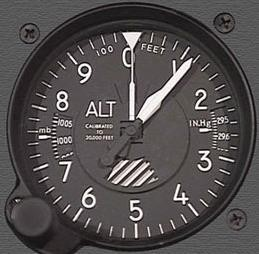 100 FEET
0
1
2
3
4
5
6
7
8
9
ALT
CALIBRATED
TO
20,000 FEET
mb
1005
1000
IN.Hg
295
296